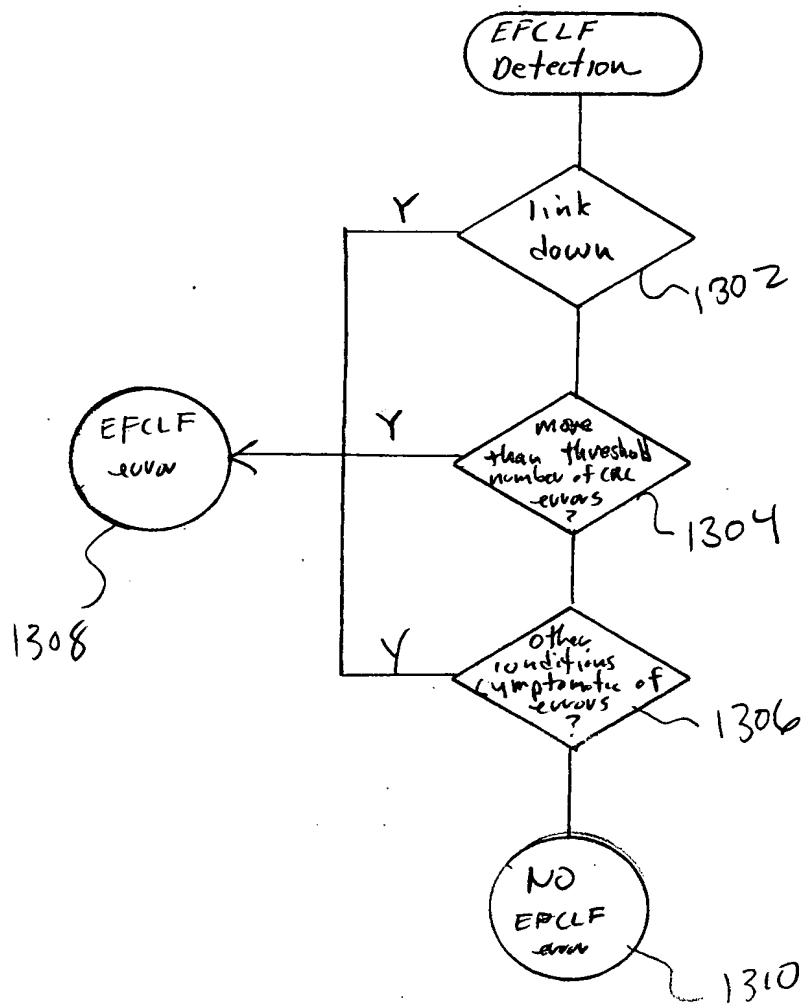 EFCLF
Detection
Y
link
down
1302
EFCLF
error
Y
more
than threshold
number of CRC
errors
?
1304
1308
Y
other
conditions
symptomatic of
errors
?
1306
NO
EFCLF
error
1310